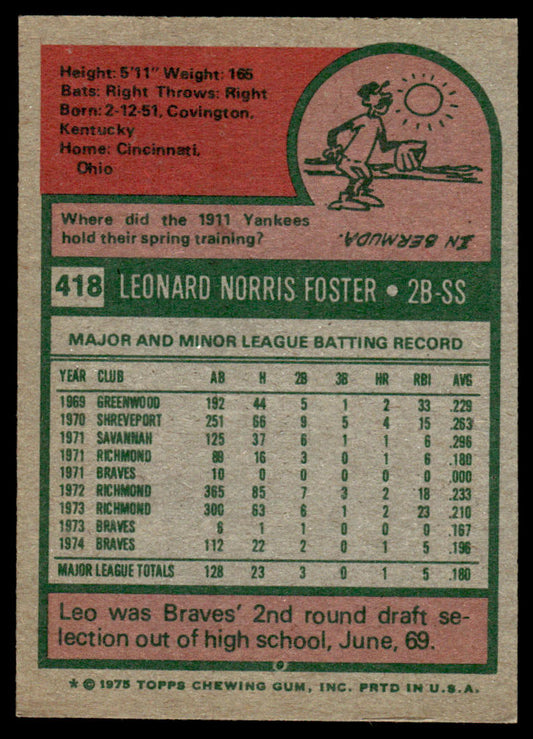 Height: 5'11" Weight: 165
Bats: Right Throws: Right
Born: 2-12-51, Covington,
Kentucky
Home: Cincinnati,
Ohio
Where did the 1911 Yankees
hold their spring training?
IN BERMUDA.
418 LEONARD NORRIS FOSTER • 2B-SS
MAJOR AND MINOR LEAGUE BATTING RECORD
YEAR CLUB AB H 2B 3B HR RBI AVG
1969 GREENWOOD 192 44 5 1 2 33 .229
1970 SHREVEPORT 251 66 9 5 4 15 .263
1971 SAVANNAH 125 37 6 1 1 6 .296
1971 RICHMOND 89 16 3 0 1 6 .180
1971 BRAVES 10 0 0 0 0 0 .000
1972 RICHMOND 365 85 7 3 2 18 .233
1973 RICHMOND 300 63 6 1 2 23 .210
1973 BRAVES 6 1 1 0 0 0 .167
1974 BRAVES 112 22 2 0 1 5 .196
MAJOR LEAGUE TOTALS 128 23 3 0 1 5 .180
Leo was Braves' 2nd round draft se-
lection out of high school, June, 69.
* © 1975 TOPPS CHEWING GUM, INC. PRTD IN U.S.A.